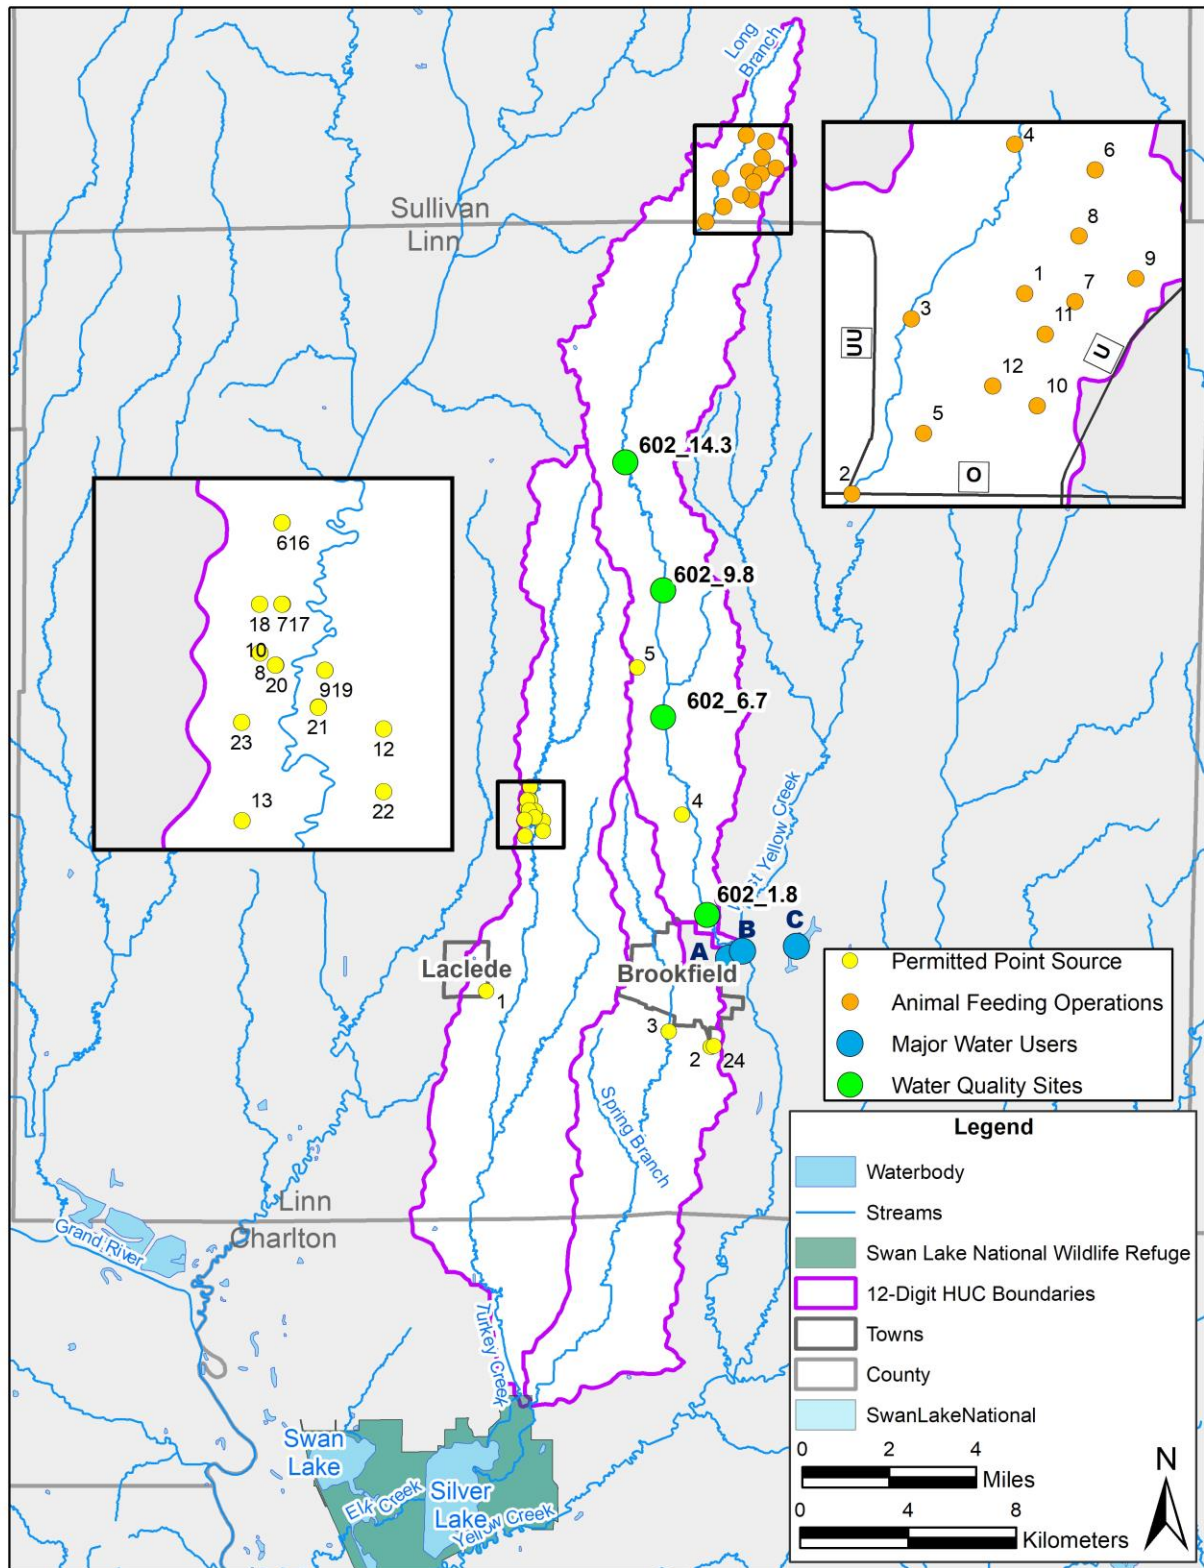 Long
Branch
Sullivan
Linn
4
6
8
9
1
7
3
11
UU
U
12
10
5
2
O
602_14.3
616
18
717
10
8
20
919
21
23
12
22
13
602_9.8
5
602_6.7
4
Yellow Creek
602_1.8
A
B
C
Laclede
Brookfield
1
3
2
24
Spring Branch
Permitted Point Source
Animal Feeding Operations
Major Water Users
Water Quality Sites
Legend
Waterbody
Streams
Swan Lake National Wildlife Refuge
12-Digit HUC Boundaries
Towns
County
SwanLakeNational
0 2 4
Miles
0 4 8
Kilometers
N
Linn
Charlton
Grand River
Turkey Creek
Swan
Lake
Elk Creek
Silver
Lake
Yellow Creek